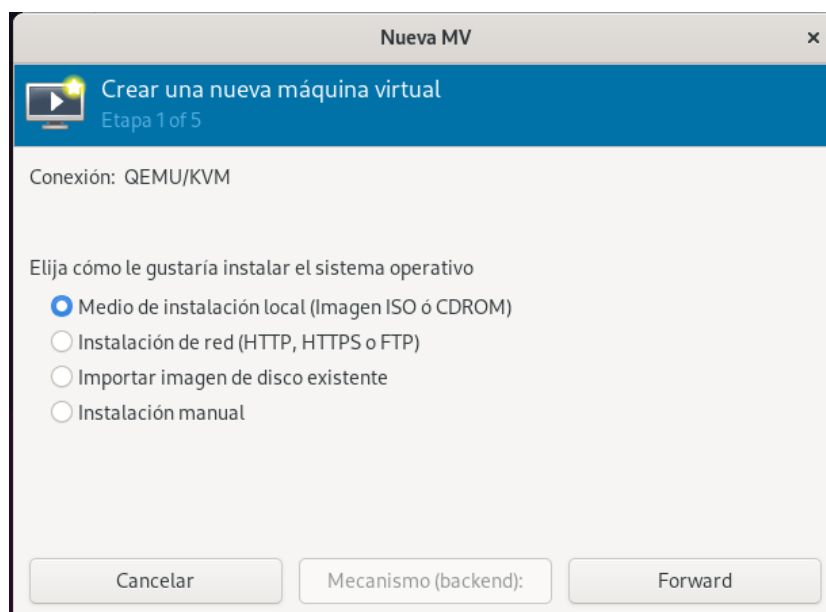 Nueva MV
Crear una nueva máquina virtual
Etapa 1 of 5
Conexión: QEMU/KVM
Elija cómo le gustaría instalar el sistema operativo
Medio de instalación local (Imagen ISO ó CDROM)
Instalación de red (HTTP, HTTPS o FTP)
Importar imagen de disco existente
Instalación manual
Cancelar
Mecanismo (backend):
Forward